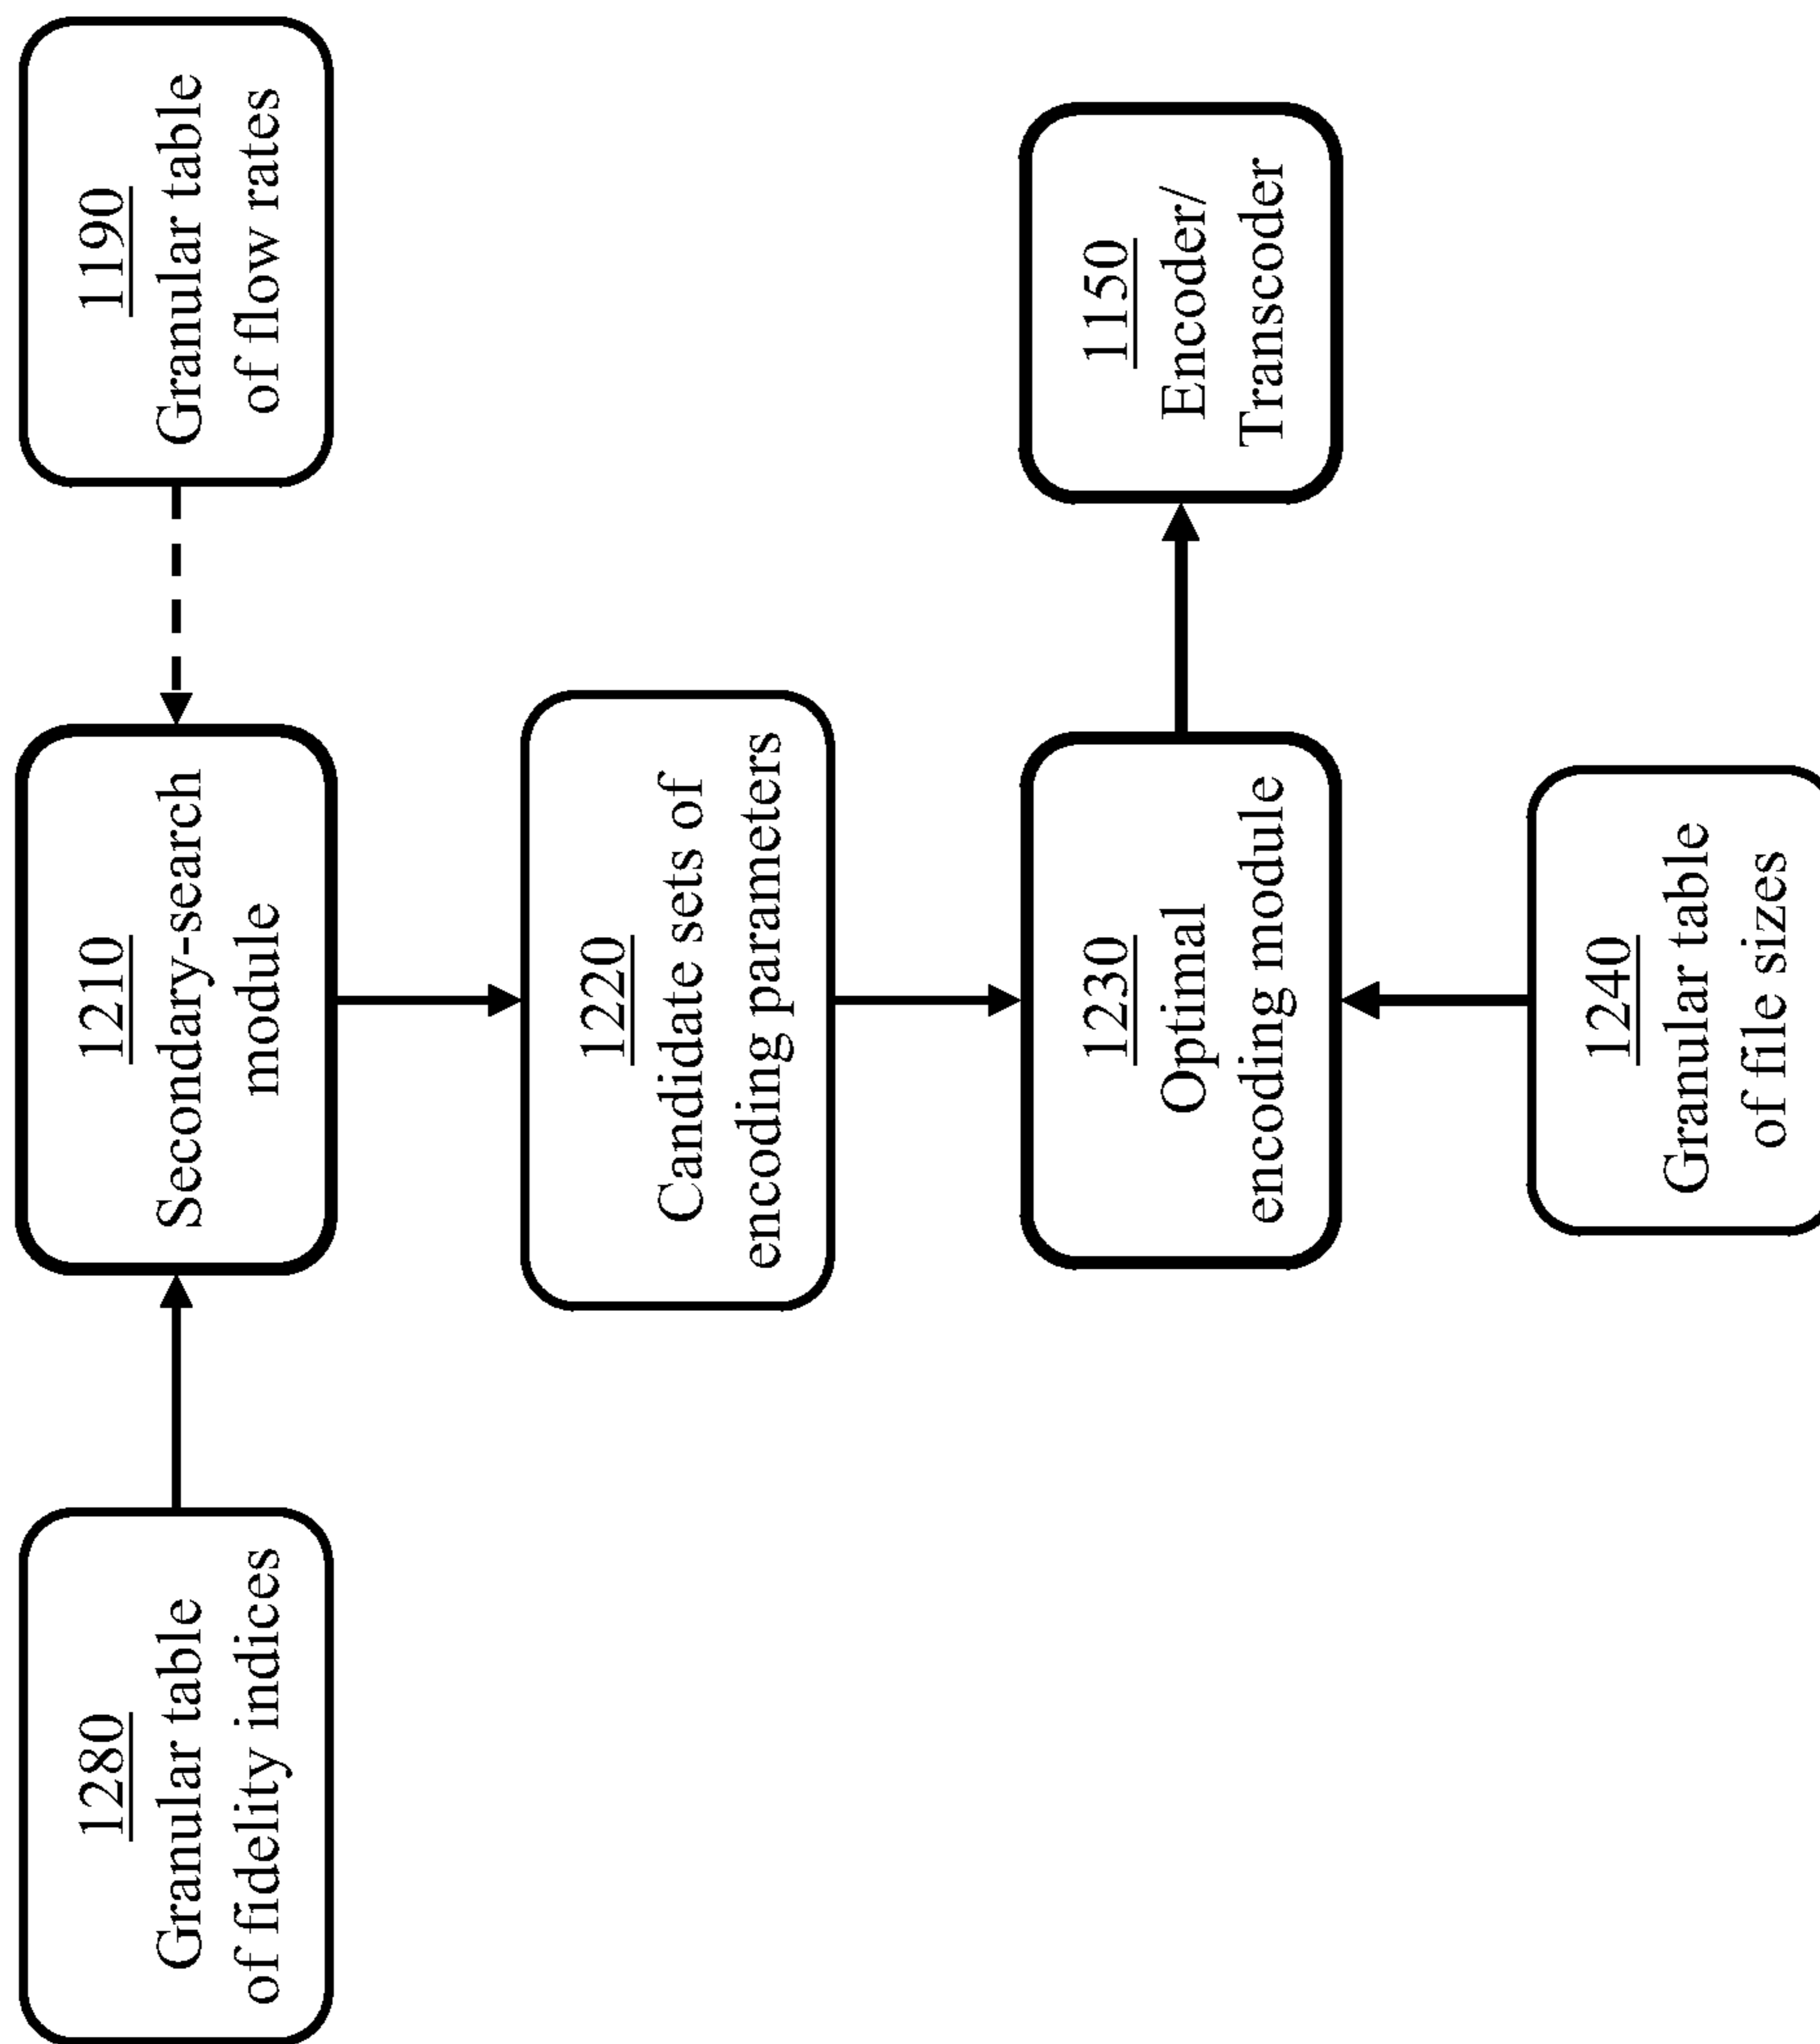 1280
Granular table
of fidelity indices
1210
Secondary-search
module
1190
Granular table
of flow rates
1220
Candidate sets of
encoding parameters
1230
Optimal
encoding module
1150
Encoder/
Transcoder
1240
Granular table
of file sizes